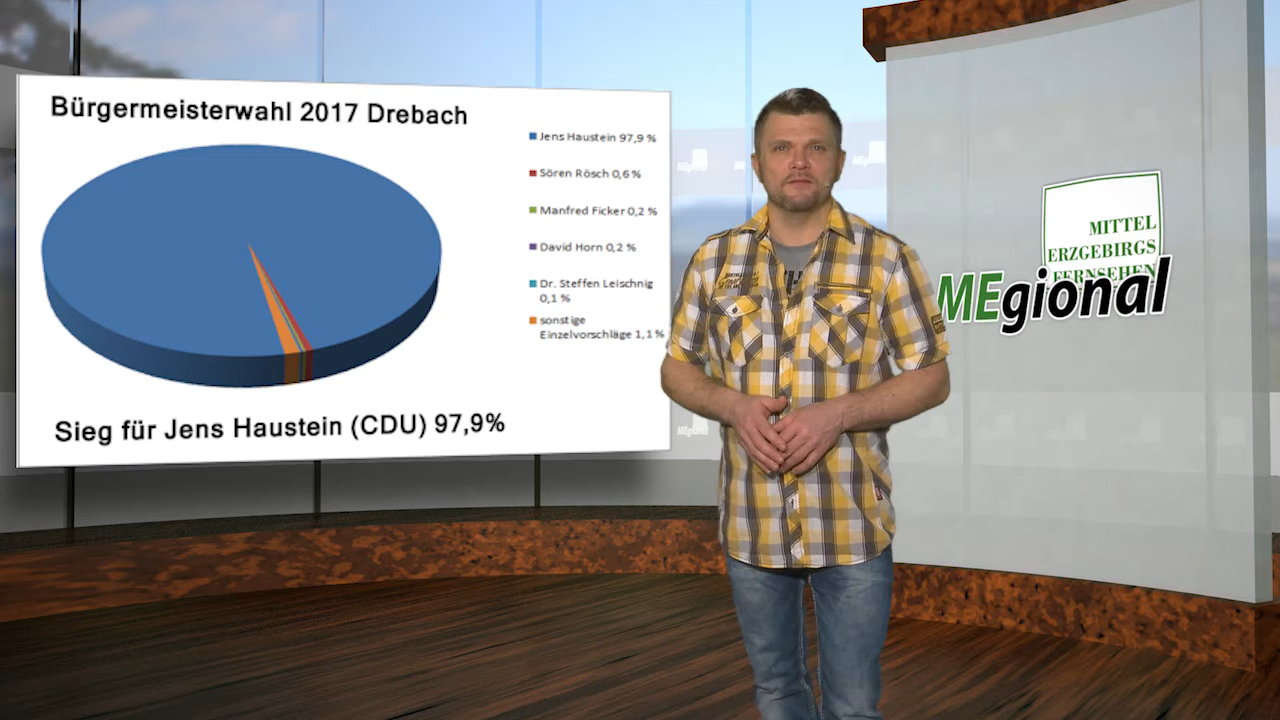 Bürgermeisterwahl 2017 Drebach
Jens Haustein 97,9 %
Sören Rösch 0,6 %
Manfred Ficker 0,2 %
David Horn 0,2 %
Dr. Steffen Leischnig
0,1 %
sonstige
Einzelvorschläge 1,1 %
Sieg für Jens Haustein (CDU) 97,9%
MITTEL
ERZGEBIRGS
FERNSEHEN
MEgional